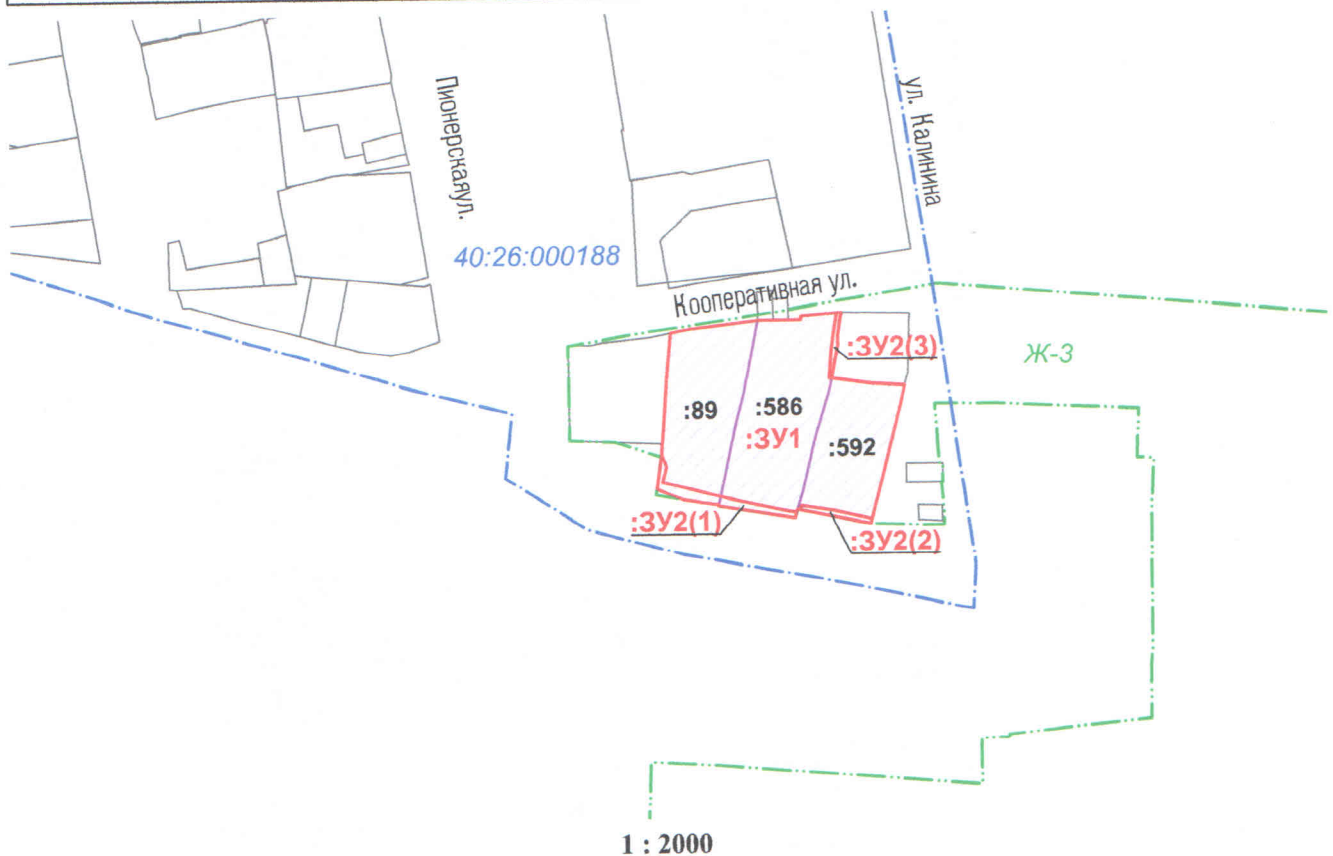 Пионерскаяул.
ул. Калинина
40:26:000188
Кооперативная ул.
:ЗУ2(3)
Ж-3
:89
:586
:ЗУ1
:592
:ЗУ2(1)
:ЗУ2(2)
1 : 2000